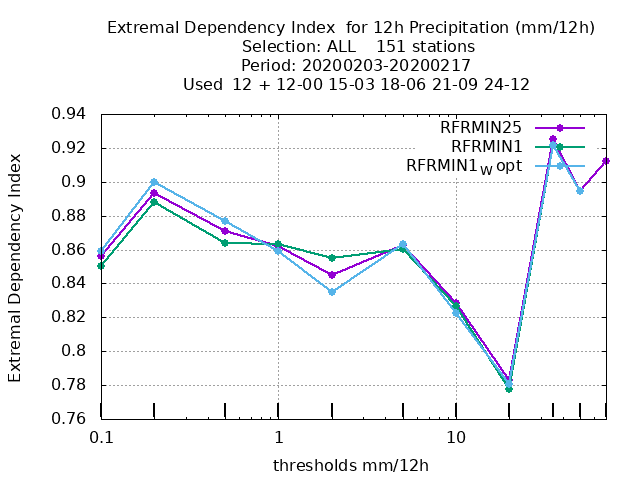 Extremal Dependency Index  for 12h Precipitation (mm/12h)
Selection: ALL    151 stations
Period: 20200203-20200217
Used  12 + 12-00 15-03 18-06 21-09 24-12
RFRMIN25
RFRMIN1
RFRMIN1w opt
Extremal Dependency Index
0.94
0.92
0.9
0.88
0.86
0.84
0.82
0.8
0.78
0.76
0.1
1
10
thresholds mm/12h